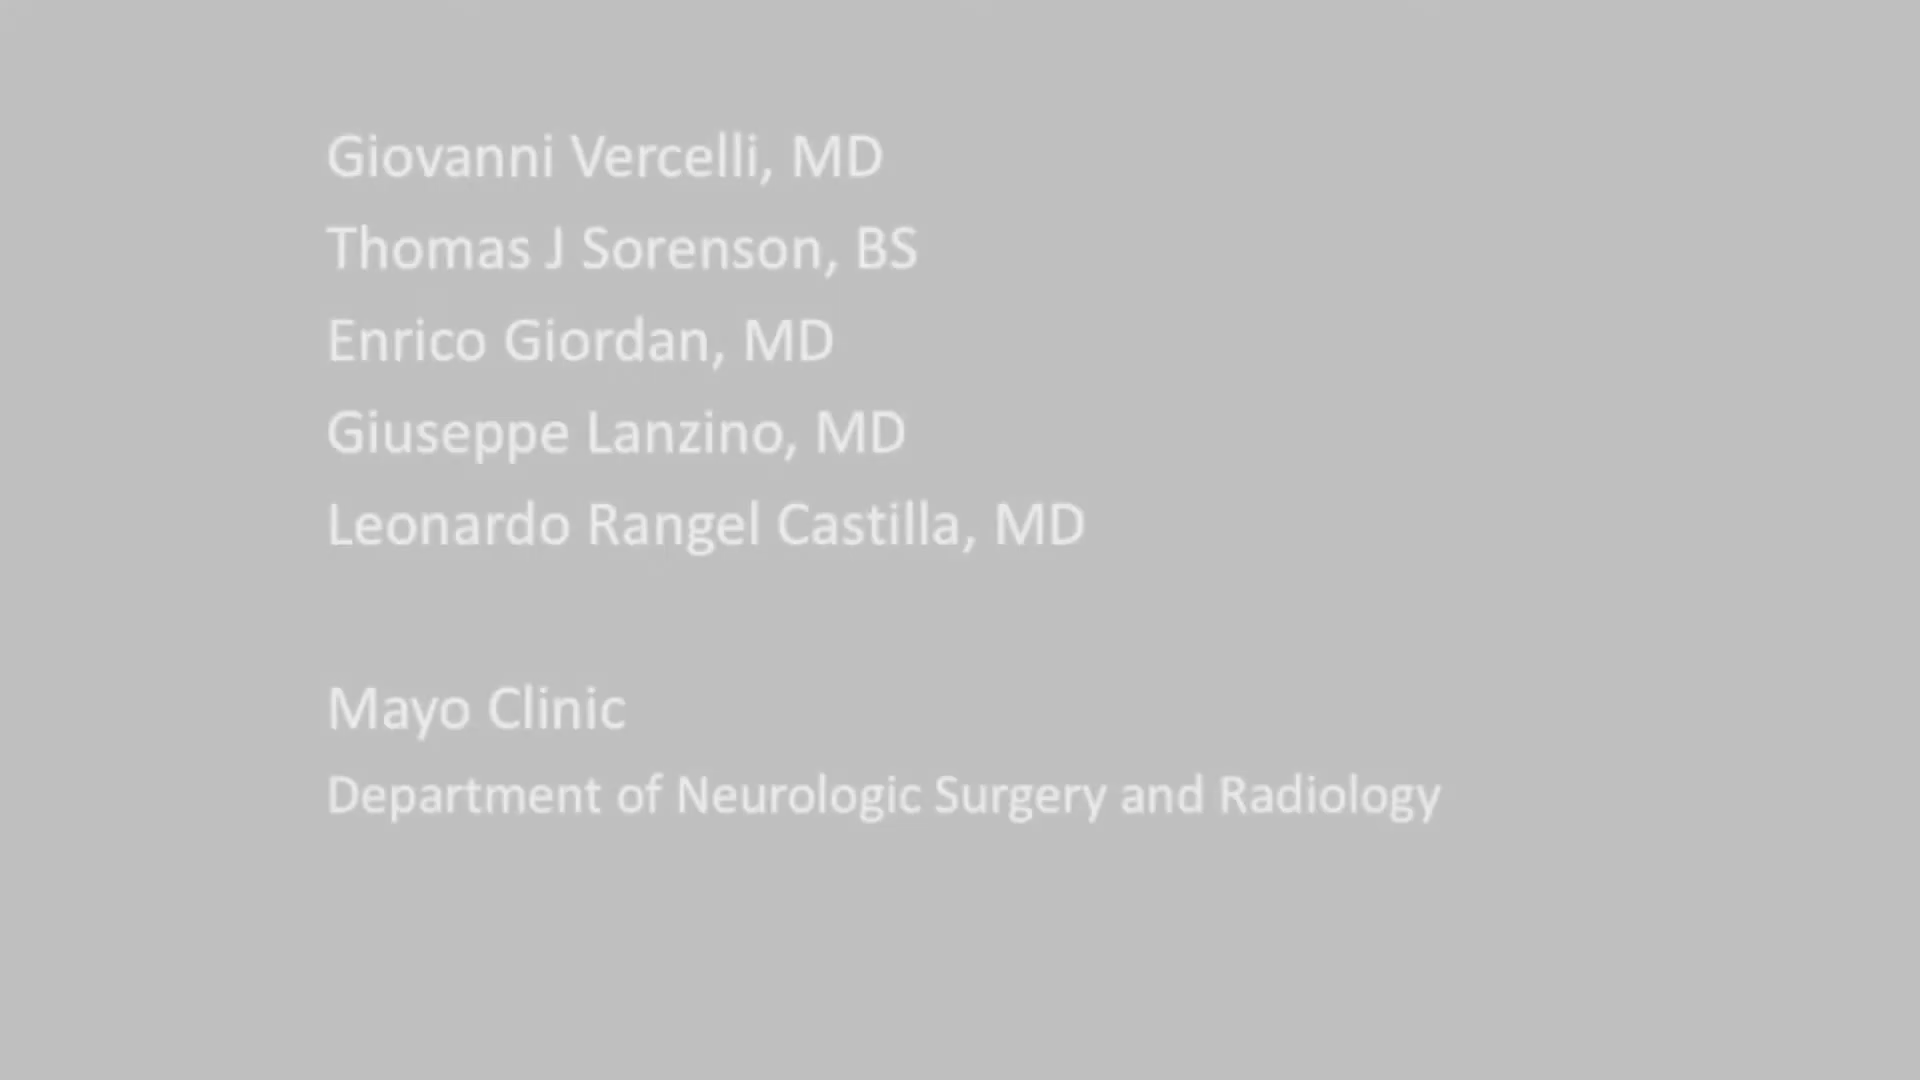 Giovanni Vercelli, MD
Thomas J Sorenson, BS
Enrico Giordan, MD
Giuseppe Lanzino, MD
Leonardo Rangel Castilla, MD
Mayo Clinic
Department of Neurologic Surgery and Radiology